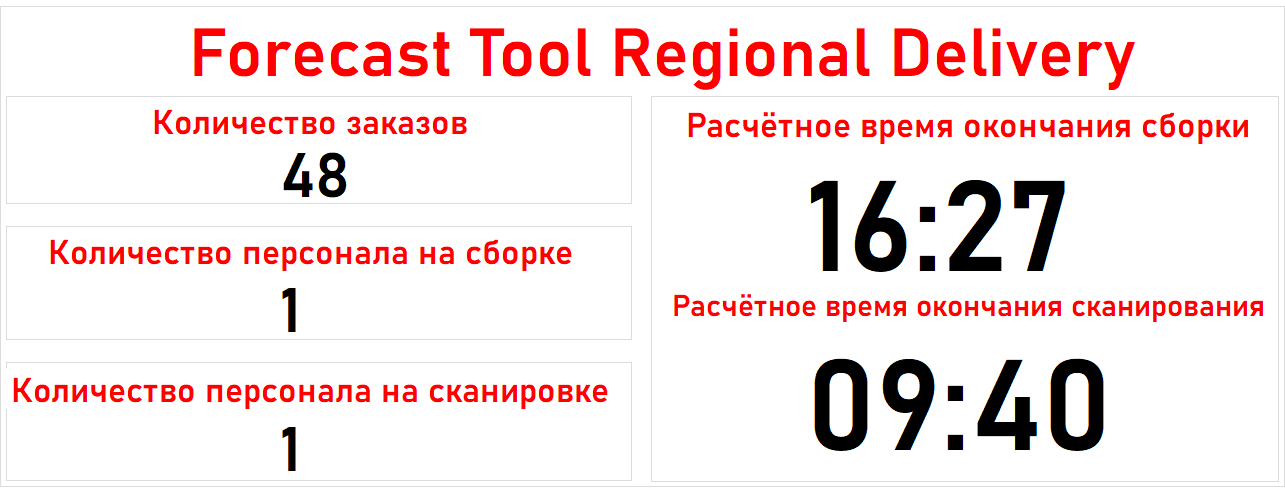 Forecast Tool Regional Delivery
Количество заказов
48
Количество персонала на сборке
1
Количество персонала на сканировке
1
Расчётное время окончания сборки
16:27
Расчётное время окончания сканирования
09:40